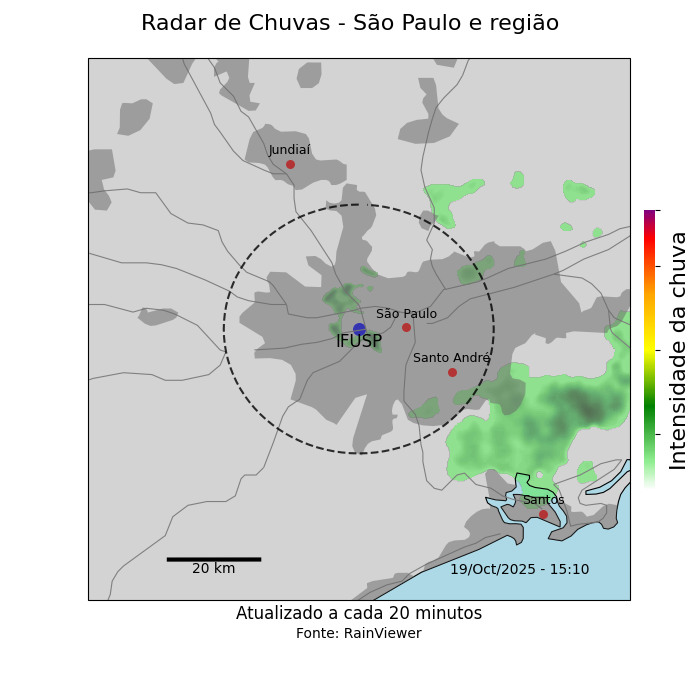 Radar de Chuvas - São Paulo e região
Jundiaí
São Paulo
IFUSP
Santo André
Santos
20 km
19/Oct/2025 - 15:10
Intensidade da chuva
Atualizado a cada 20 minutos
Fonte: RainViewer